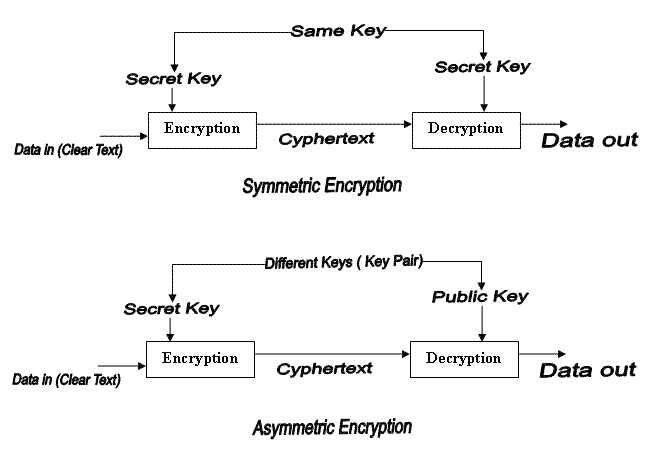 Same Key
Secret Key
Secret Key
Encryption
Decryption
Data in (Clear Text)
Cyphertext
Data out
Symmetric Encryption
Different Keys ( Key Pair)
Secret Key
Public Key
Encryption
Decryption
Data in (Clear Text)
Cyphertext
Data out
Asymmetric Encryption